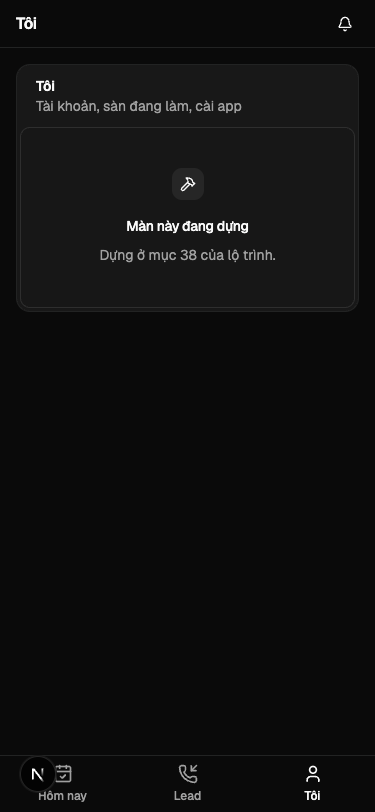 Tôi
Tôi
Tài khoản, sàn đang làm, cài app
Màn này đang dựng
Dựng ở mục 38 của lộ trình.
N
Hôm nay
Lead
Tôi